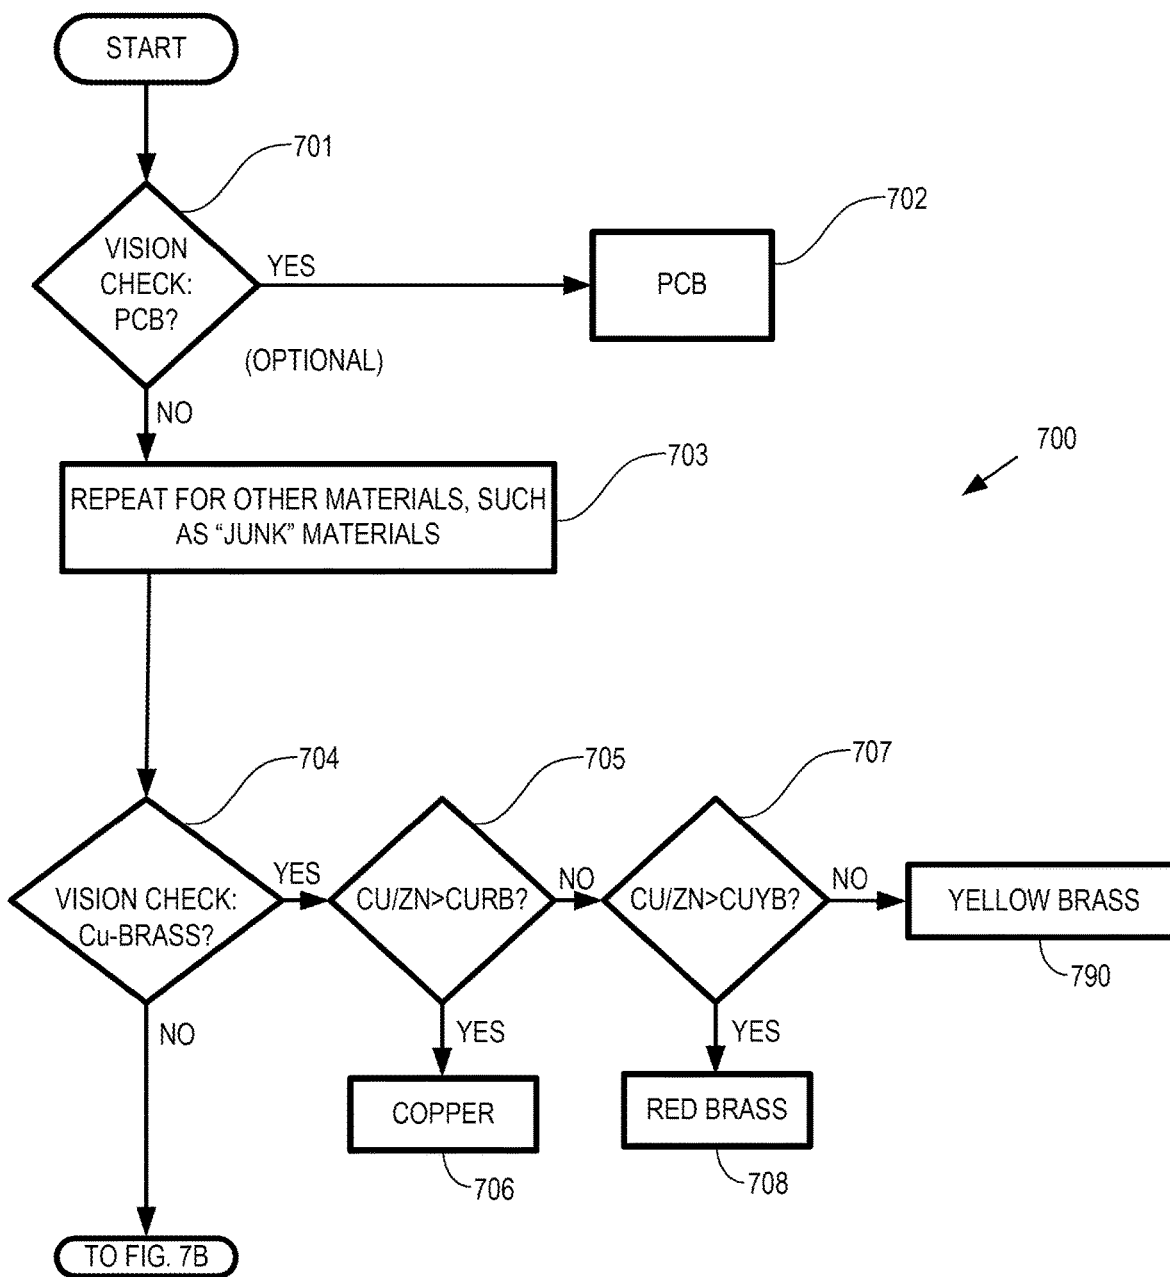 START
701
VISION
CHECK:
PCB?
YES
702
PCB
(OPTIONAL)
NO
700
703
REPEAT FOR OTHER MATERIALS, SUCH
AS “JUNK” MATERIALS
704
VISION CHECK:
Cu-BRASS?
YES
705
CU/ZN>CURB?
NO
707
CU/ZN>CUYB?
NO
YELLOW BRASS
790
NO
YES
COPPER
706
YES
RED BRASS
708
TO FIG. 7B